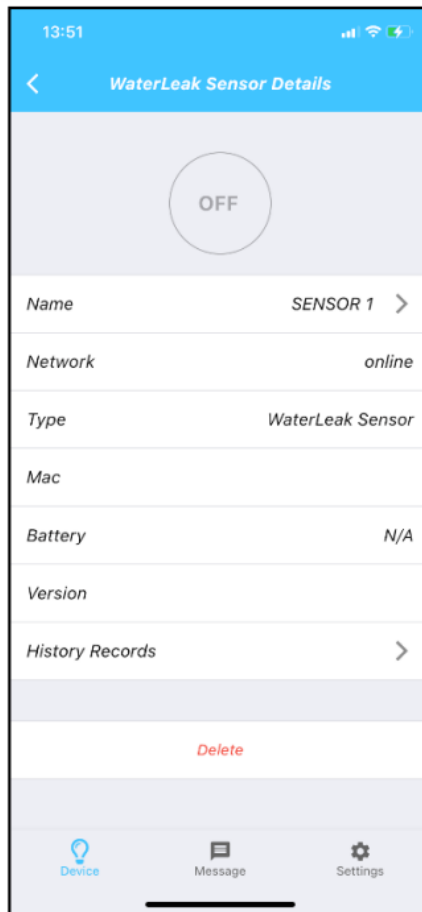 13:51
WaterLeak Sensor Details
OFF
Name SENSOR 1
Network online
Type WaterLeak Sensor
Mac
Battery N/A
Version
History Records
Delete
Device Message Settings